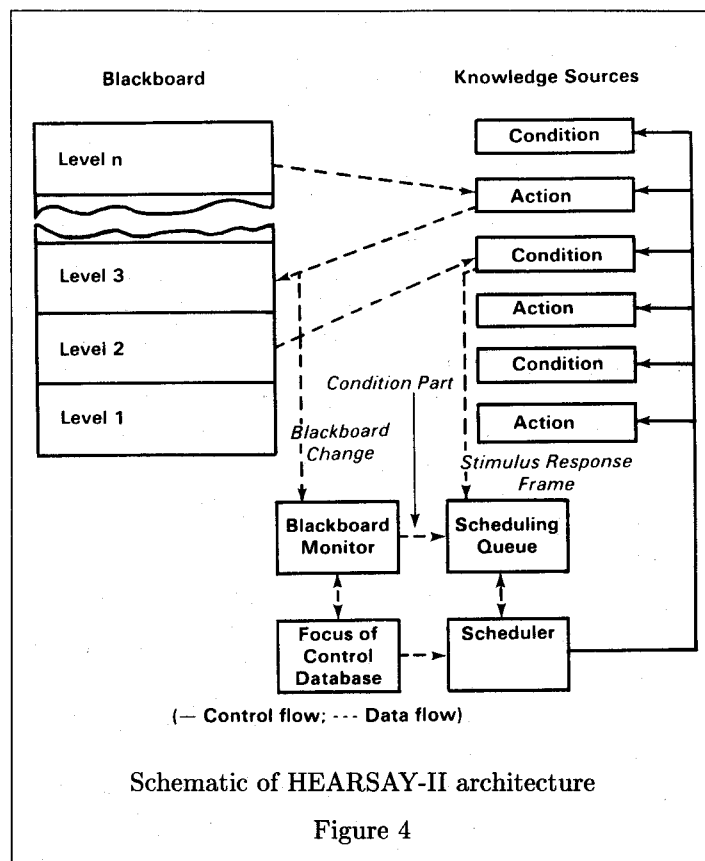 Blackboard
Knowledge Sources
Level n
Level 3
Level 2
Level 1
Condition
Action
Condition
Action
Condition
Action
Condition Part
Blackboard
Change
Stimulus Response
Frame
Blackboard
Monitor
Scheduling
Queue
Focus of
Control
Database
Scheduler
(— Control flow; --- Data flow)
Schematic of HEARSAY-II architecture
Figure 4